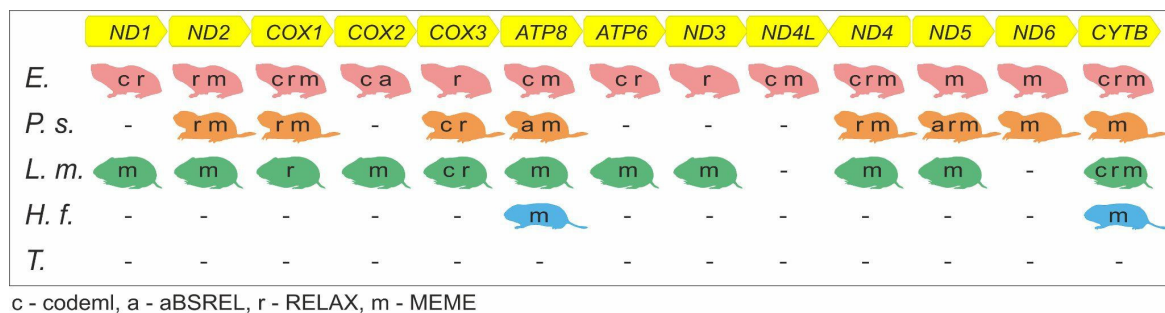 ND1 ND2 COX1 COX2 COX3 ATP8 ATP6 ND3 ND4L ND4 ND5 ND6 CYTB
E. c r r m c r m c a r c m c r r c m c r m m m c r m
P. s. - r m r m - c r a m - - - r m a r m m m
L. m. m m r m c r m m m - m m - c r m
H. f. - - - - - m - - - - - - m
T. - - - - - - - - - - - - -
c - codeml, a - aBSREL, r - RELAX, m - MEME